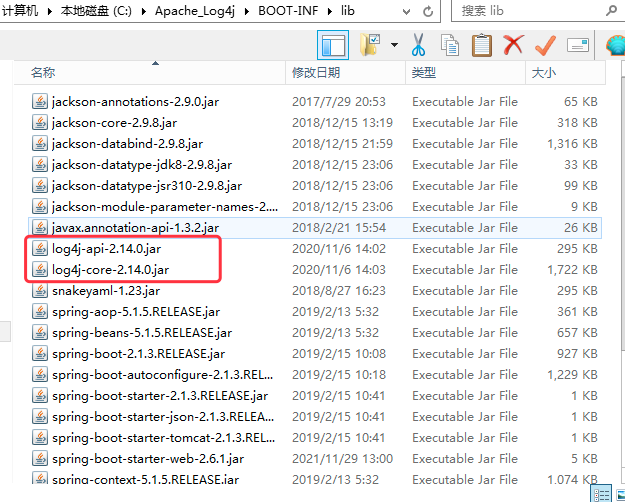 计算机 ▸ 本地磁盘 (C:) ▸ Apache_Log4j ▸ BOOT-INF ▸ lib 搜索 lib
名称 修改日期 类型 大小
jackson-annotations-2.9.0.jar 2017/7/29 20:53 Executable Jar File 65 KB
jackson-core-2.9.8.jar 2018/12/15 13:19 Executable Jar File 318 KB
jackson-databind-2.9.8.jar 2018/12/15 21:59 Executable Jar File 1,316 KB
jackson-datatype-jdk8-2.9.8.jar 2018/12/15 23:06 Executable Jar File 33 KB
jackson-datatype-jsr310-2.9.8.jar 2018/12/15 23:06 Executable Jar File 99 KB
jackson-module-parameter-names-2.... 2018/12/15 23:06 Executable Jar File 9 KB
javax.annotation-api-1.3.2.jar 2018/2/21 15:54 Executable Jar File 26 KB
log4j-api-2.14.0.jar 2020/11/6 14:02 Executable Jar File 295 KB
log4j-core-2.14.0.jar 2020/11/6 14:03 Executable Jar File 1,722 KB
snakeyaml-1.23.jar 2018/8/27 16:23 Executable Jar File 295 KB
spring-aop-5.1.5.RELEASE.jar 2019/2/13 5:32 Executable Jar File 361 KB
spring-beans-5.1.5.RELEASE.jar 2019/2/13 5:32 Executable Jar File 657 KB
spring-boot-2.1.3.RELEASE.jar 2019/2/15 10:08 Executable Jar File 927 KB
spring-boot-autoconfigure-2.1.3.REL... 2019/2/15 10:18 Executable Jar File 1,229 KB
spring-boot-starter-2.1.3.RELEASE.jar 2019/2/15 10:41 Executable Jar File 1 KB
spring-boot-starter-json-2.1.3.RELEA... 2019/2/15 10:41 Executable Jar File 1 KB
spring-boot-starter-tomcat-2.1.3.REL... 2019/2/15 10:41 Executable Jar File 1 KB
spring-boot-starter-web-2.6.1.jar 2021/11/29 13:00 Executable Jar File 5 KB
spring-context-5.1.5.RELEASE.jar 2019/2/13 5:32 Executable Jar File 1,074 KB